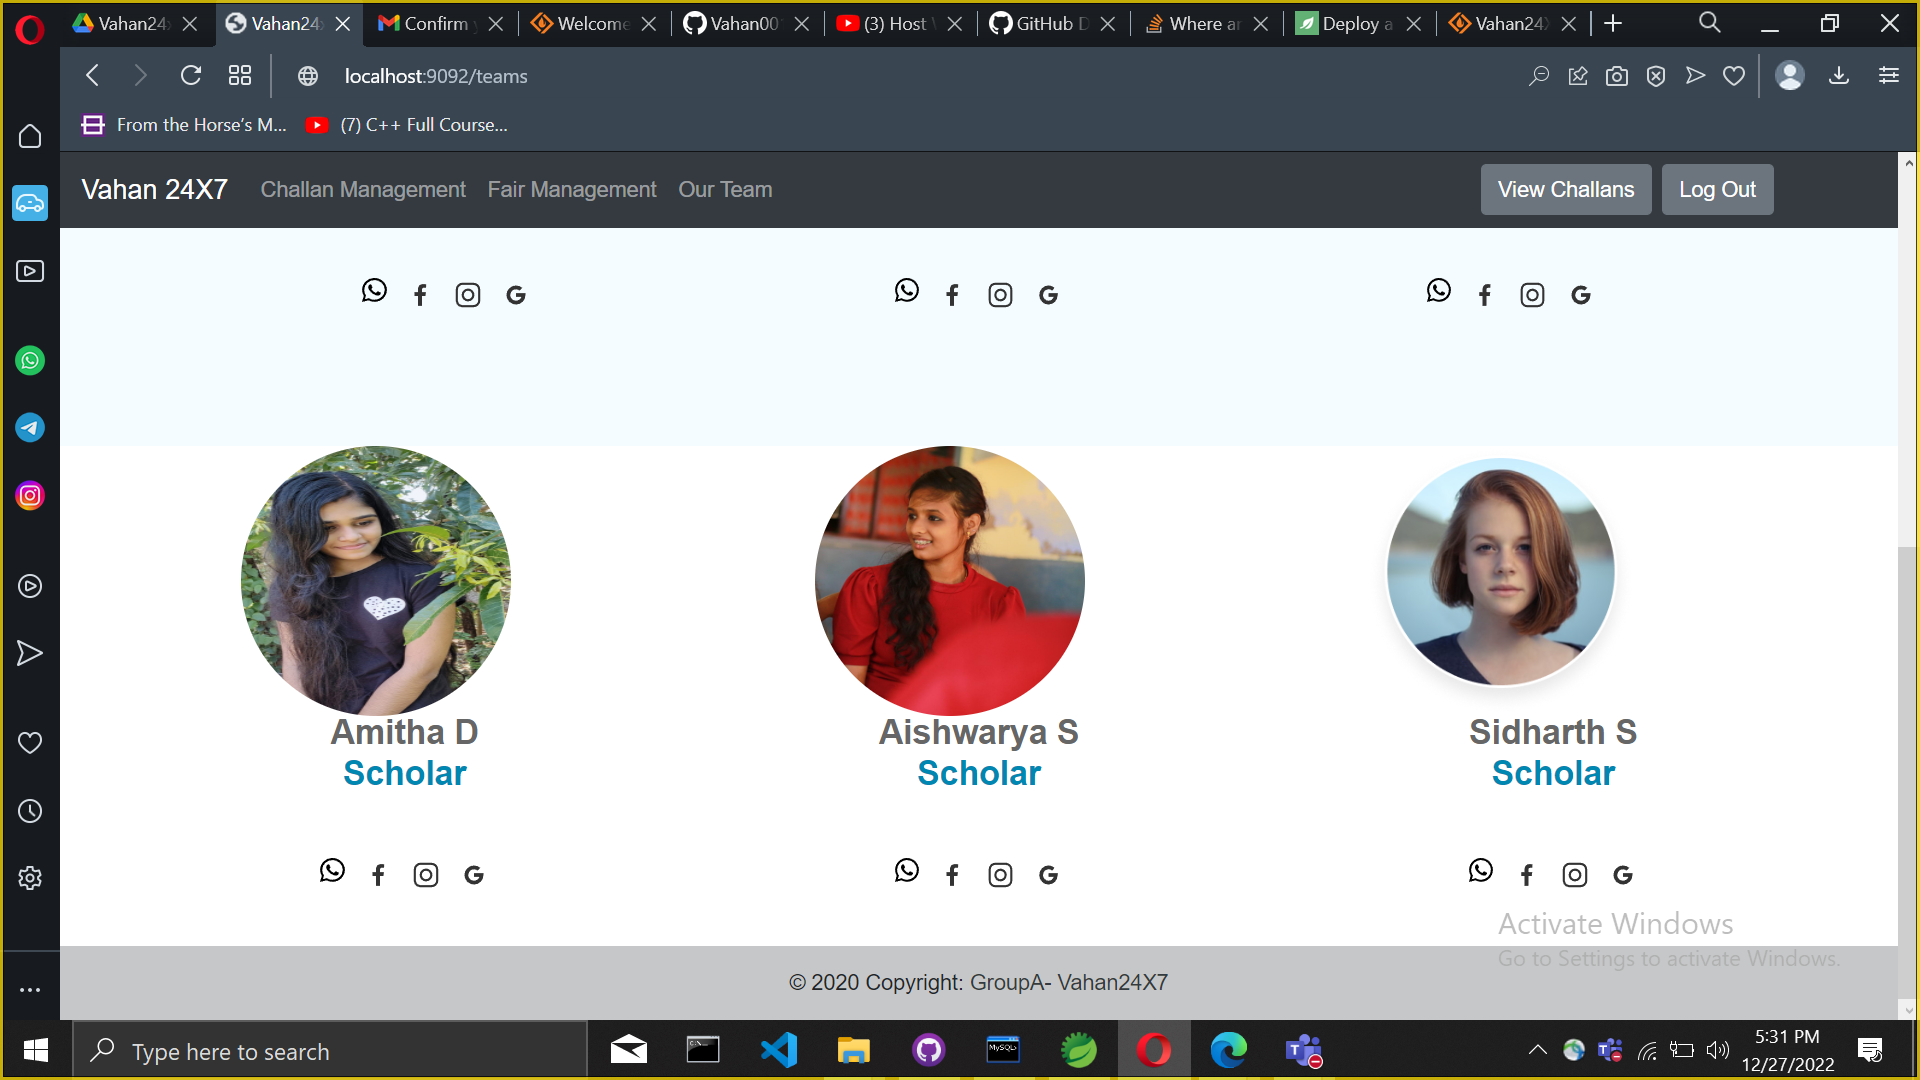 Vahan24
Vahan24
Confirm
Welcome
Vahan00
(3) Host
GitHub D
Where ar
Deploy a
Vahan24
localhost:9092/teams
From the Horse's M...
(7) C++ Full Course...
Vahan 24X7
Challan Management
Fair Management
Our Team
View Challans
Log Out
Amitha D
Scholar
Aishwarya S
Scholar
Sidharth S
Scholar
Activate Windows
Go to Settings to activate Windows.
© 2020 Copyright: GroupA- Vahan24X7
Type here to search
MySQL
5:31 PM
12/27/2022